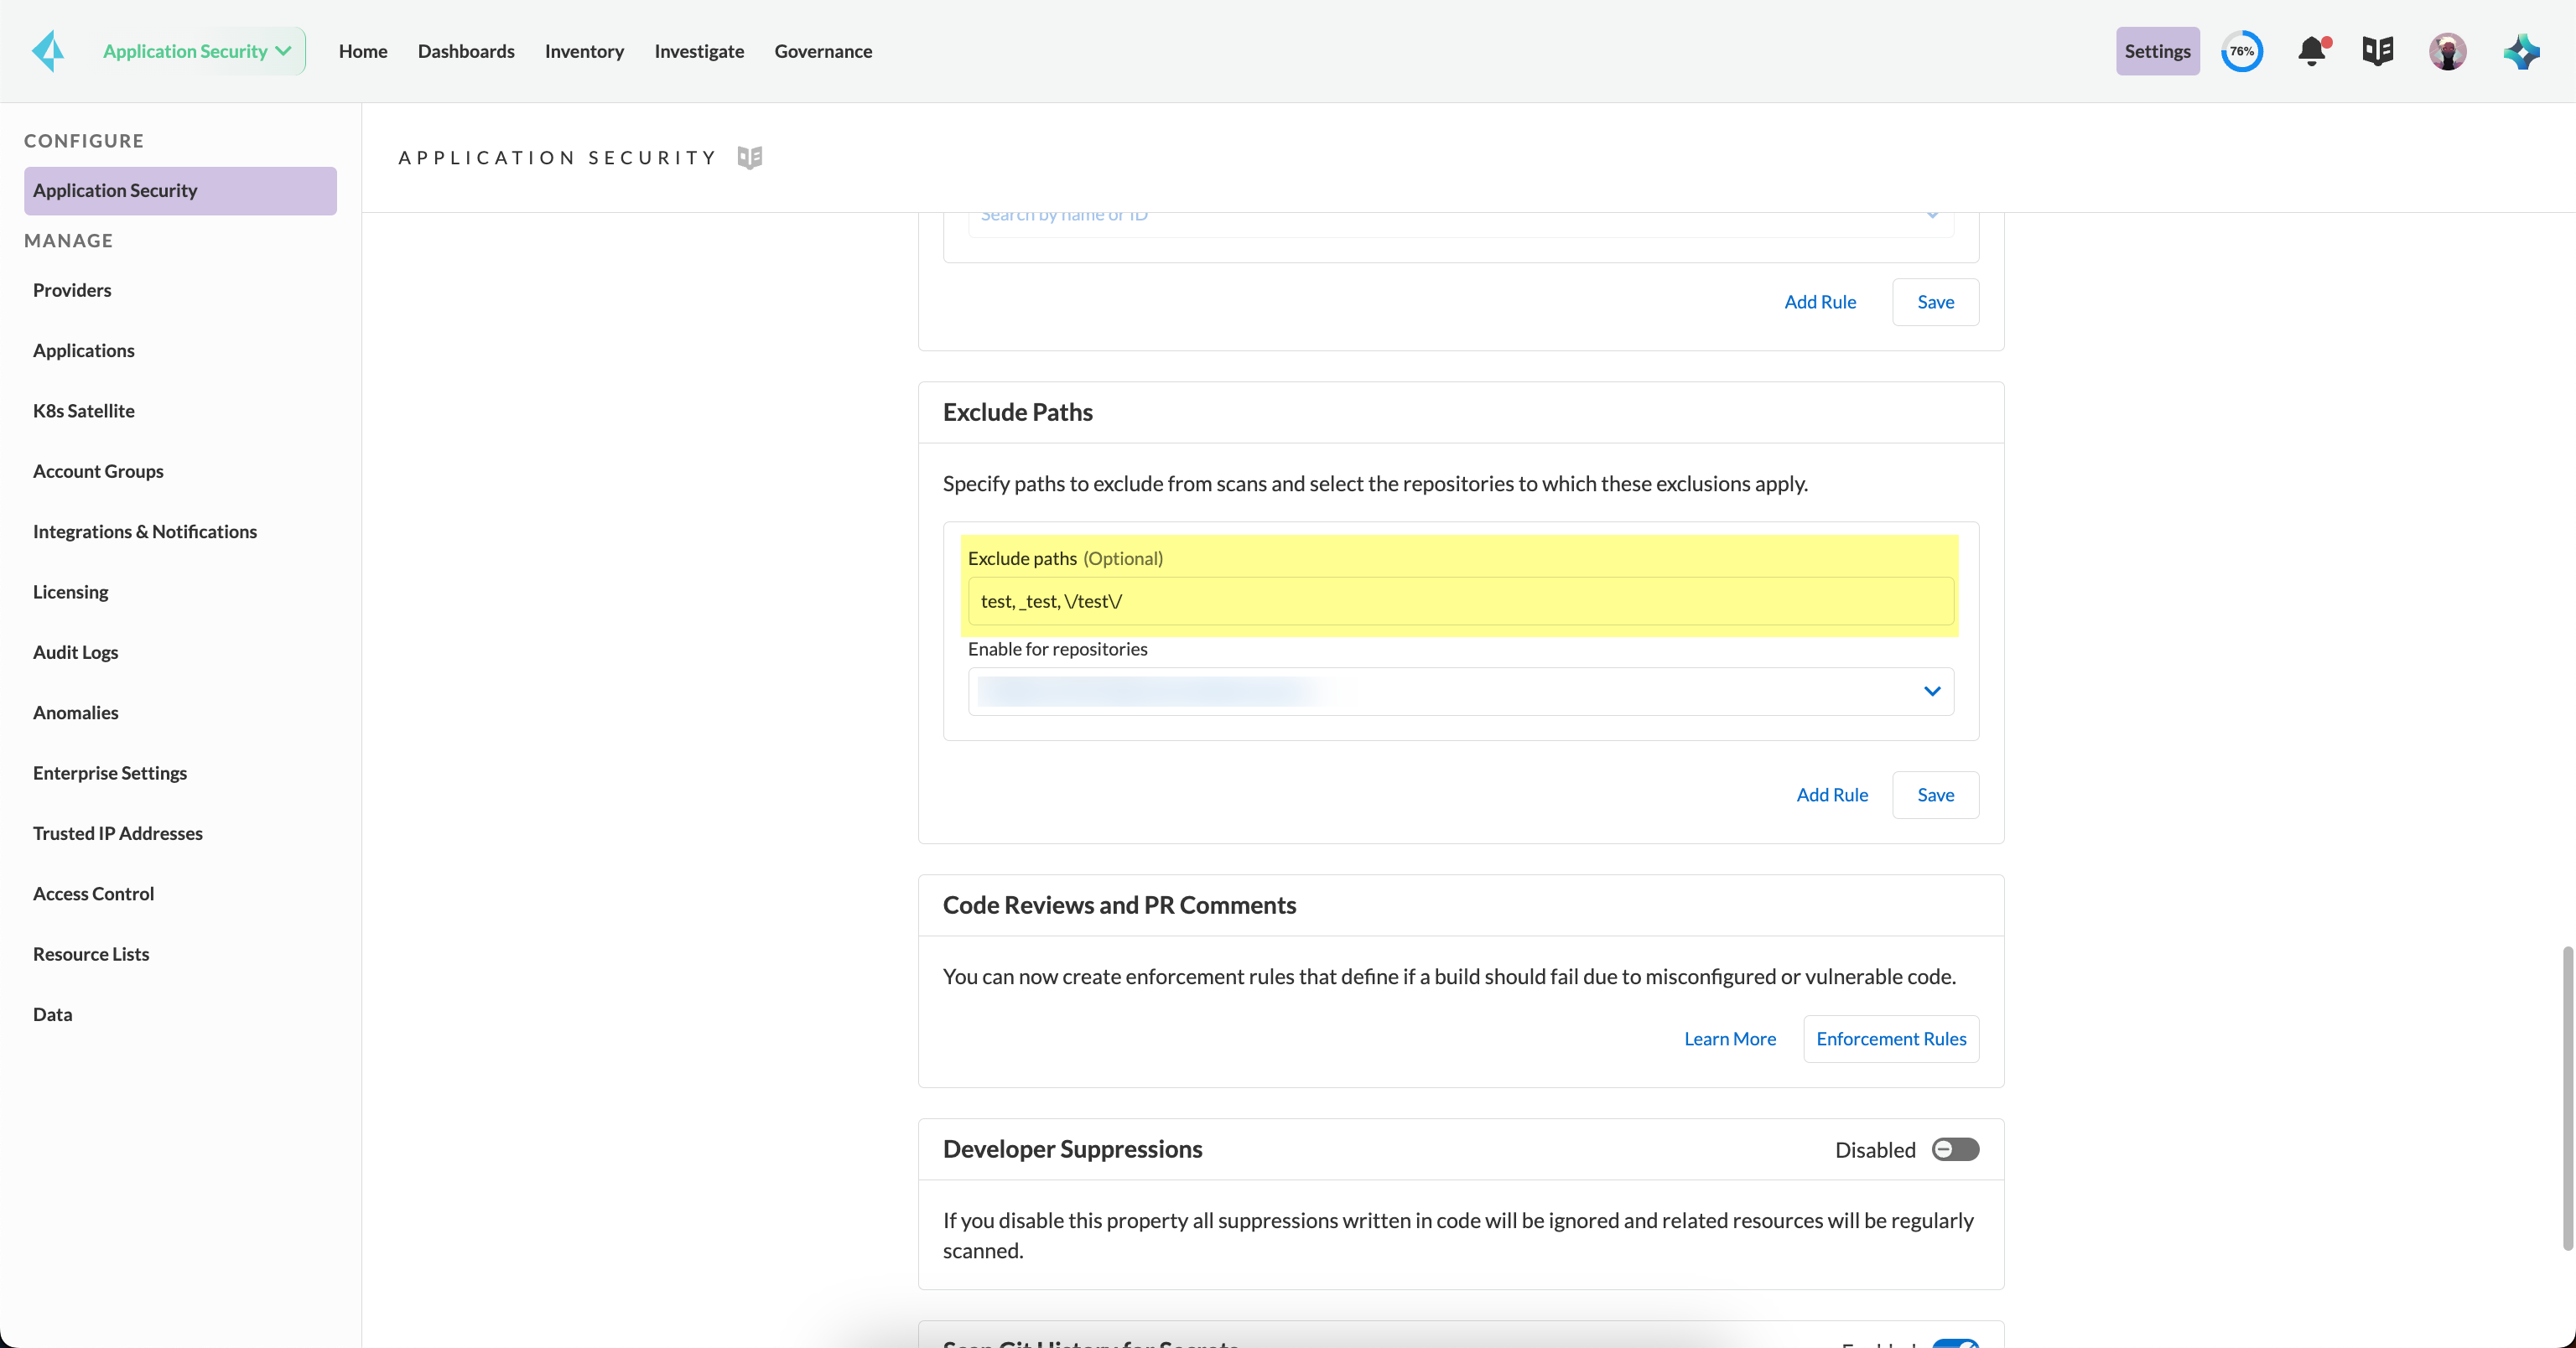 Application Security
Home
Dashboards
Inventory
Investigate
Governance
Settings
76%
CONFIGURE
Application Security
MANAGE
Providers
Applications
K8s Satellite
Account Groups
Integrations & Notifications
Licensing
Audit Logs
Anomalies
Enterprise Settings
Trusted IP Addresses
Access Control
Resource Lists
Data
APPLICATION SECURITY
Search by name or ID
Add Rule
Save
Exclude Paths
Specify paths to exclude from scans and select the repositories to which these exclusions apply.
Exclude paths (Optional)
test, _test, \/test\/
Enable for repositories
Add Rule
Save
Code Reviews and PR Comments
You can now create enforcement rules that define if a build should fail due to misconfigured or vulnerable code.
Learn More
Enforcement Rules
Developer Suppressions
Disabled
If you disable this property all suppressions written in code will be ignored and related resources will be regularly
scanned.
Scan Git History for Secrets
Enabled